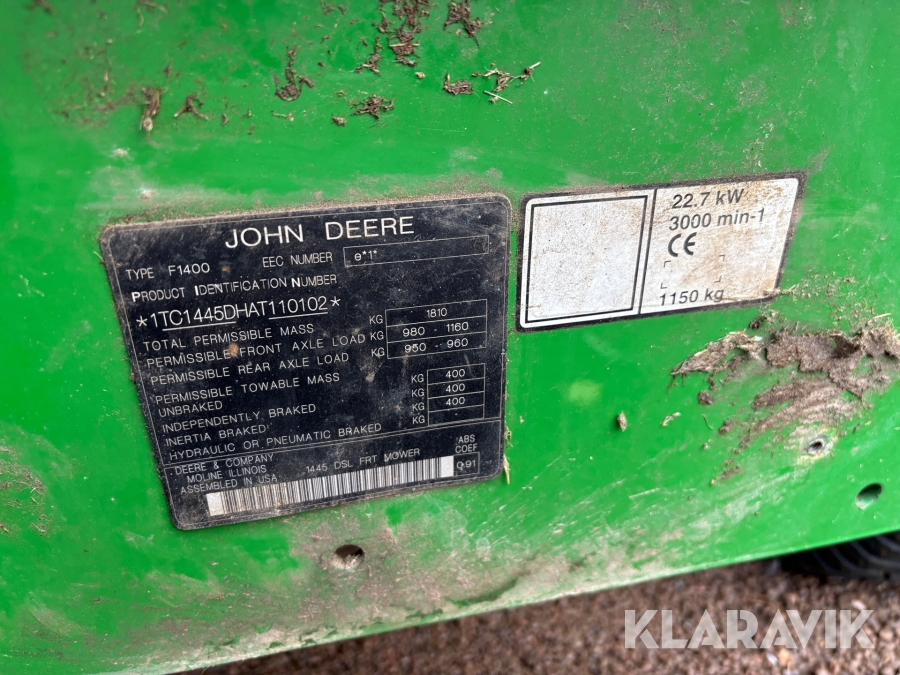 JOHN DEERE
TYPE F1400 EEC NUMBER e*1*
PRODUCT IDENTIFICATION NUMBER
*1TC1445DHAT110102*
TOTAL PERMISSIBLE MASS KG 1810
PERMISSIBLE FRONT AXLE LOAD KG 980 - 1160
PERMISSIBLE REAR AXLE LOAD KG 950 - 960
PERMISSIBLE TOWABLE MASS
UNBRAKED KG 400
INDEPENDENTLY BRAKED KG 400
INERTIA BRAKED KG 400
HYDRAULIC OR PNEUMATIC BRAKED KG -
DEERE & COMPANY
MOLINE ILLINOIS
ASSEMBLED IN USA
1445 DSL FRT MOWER
ABS
COEF
0.91
22.7 kW
3000 min-1
CE
1150 kg
KLARAVIK